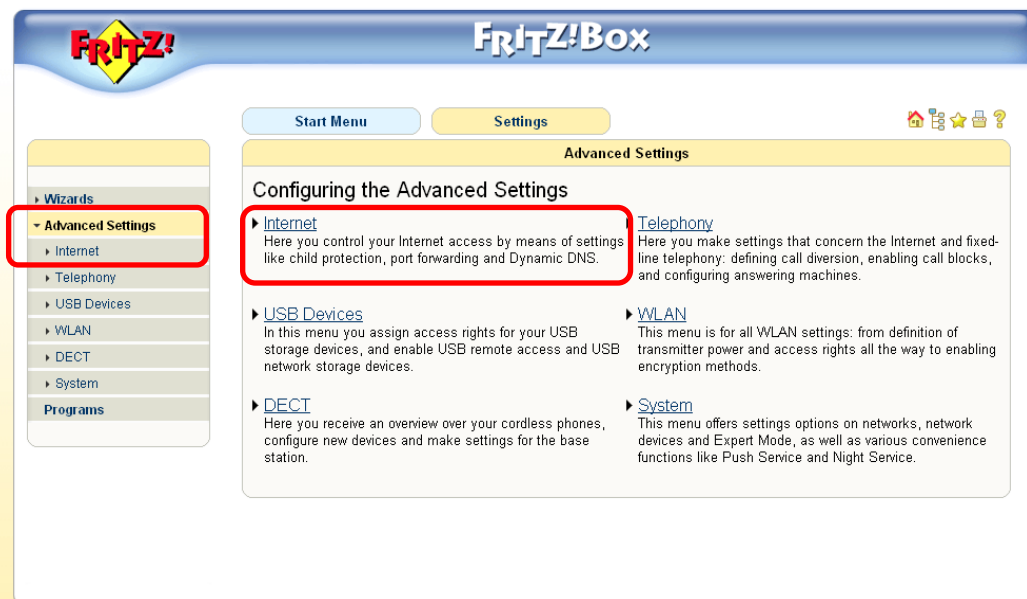 FRITZ!
FRITZ!Box
Start Menu
Settings
Wizards
Advanced Settings
Internet
Telephony
USB Devices
WLAN
DECT
System
Programs
Advanced Settings
Configuring the Advanced Settings
Internet
Here you control your Internet access by means of settings
like child protection, port forwarding and Dynamic DNS.
Telephony
Here you make settings that concern the Internet and fixed-
line telephony: defining call diversion, enabling call blocks,
and configuring answering machines.
USB Devices
In this menu you assign access rights for your USB
storage devices, and enable USB remote access and USB
network storage devices.
WLAN
This menu is for all WLAN settings: from definition of
transmitter power and access rights all the way to enabling
encryption methods.
DECT
Here you receive an overview over your cordless phones,
configure new devices and make settings for the base
station.
System
This menu offers settings options on networks, network
devices and Expert Mode, as well as various convenience
functions like Push Service and Night Service.